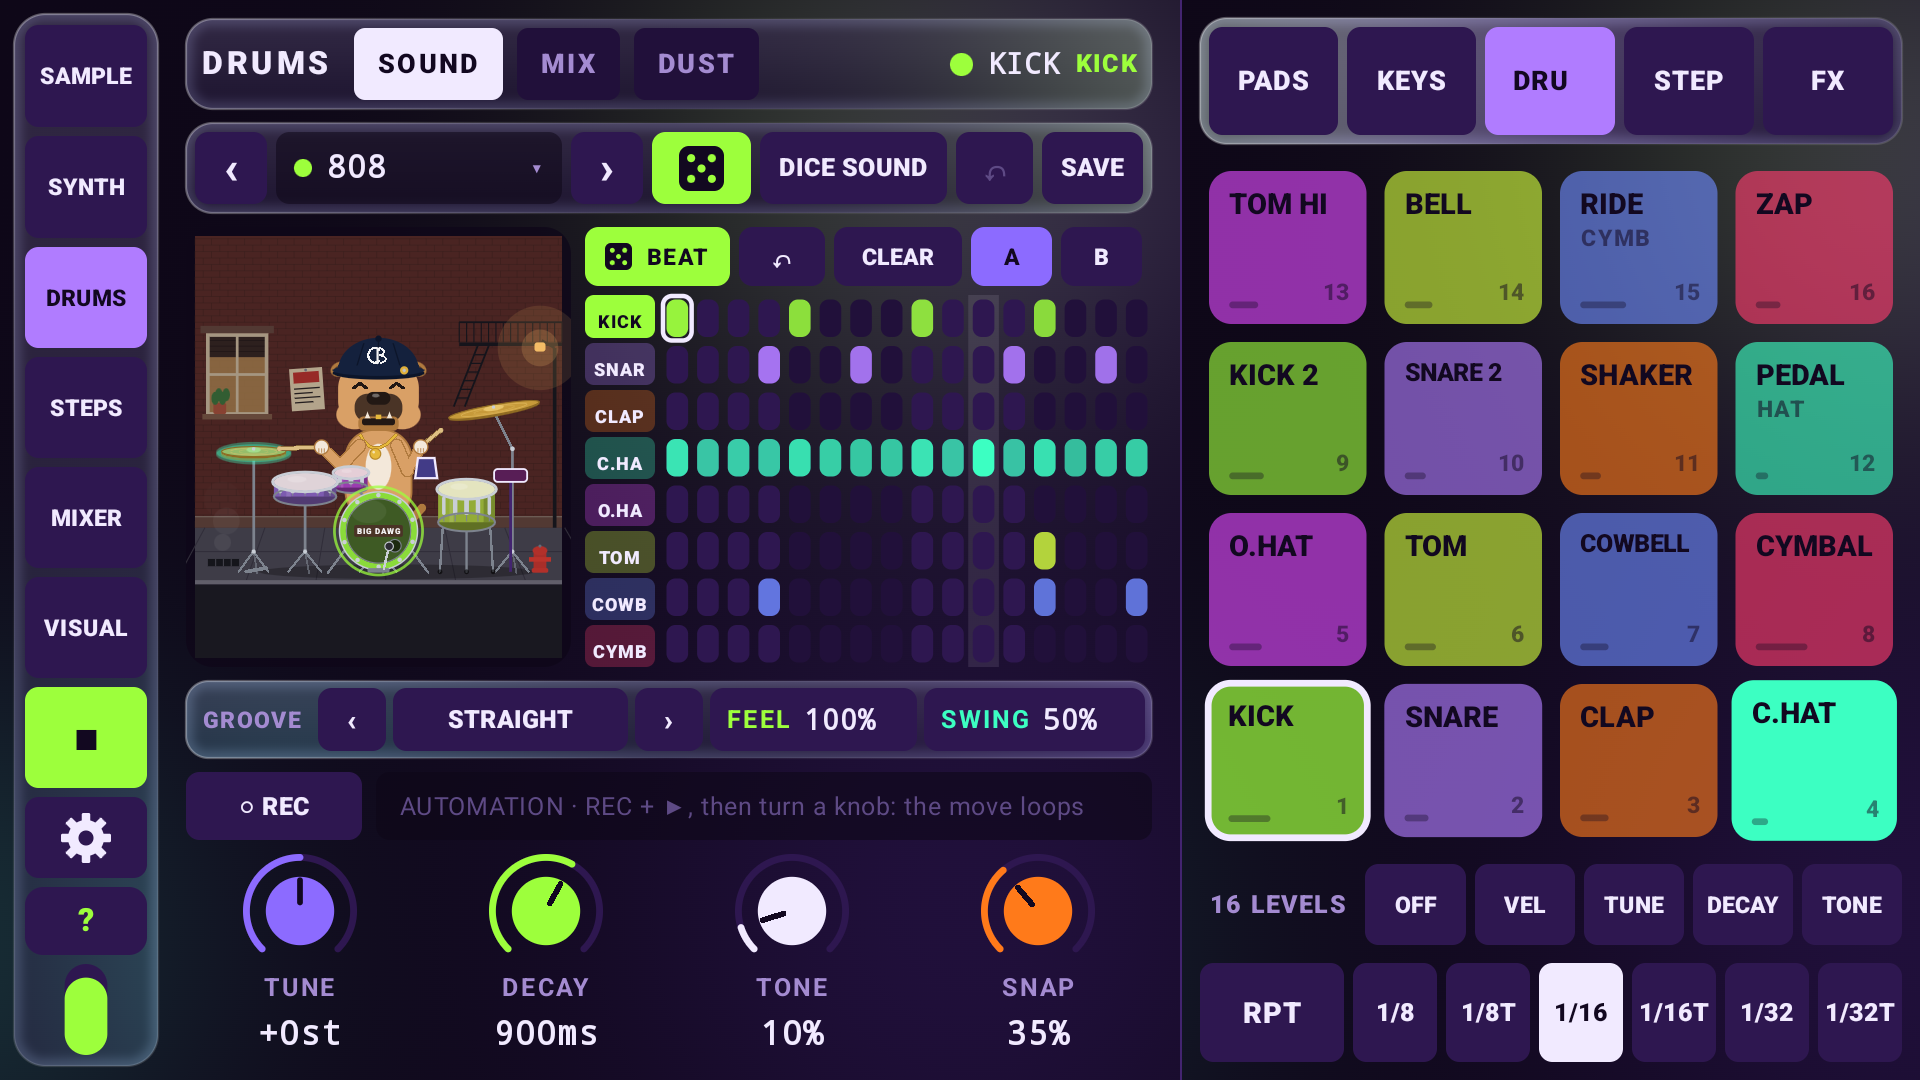 SAMPLE
SYNTH
DRUMS
STEPS
MIXER
VISUAL
?
DRUMS SOUND MIX DUST KICK KICK
‹ 808 ▾ › DICE SOUND SAVE
BEAT CLEAR A B
KICK
SNAR
CLAP
C.HA
O.HA
TOM
COWB
CYMB
BIG DAWG
GROOVE ‹ STRAIGHT › FEEL 100% SWING 50%
○ REC AUTOMATION · REC + ►, then turn a knob: the move loops
TUNE DECAY TONE SNAP
+0st 900ms 10% 35%
PADS KEYS DRU STEP FX
TOM HI BELL RIDE ZAP
CYMB
13 14 15 16
KICK 2 SNARE 2 SHAKER PEDAL
HAT
9 10 11 12
O.HAT TOM COWBELL CYMBAL
5 6 7 8
KICK SNARE CLAP C.HAT
1 2 3 4
16 LEVELS OFF VEL TUNE DECAY TONE
RPT 1/8 1/8T 1/16 1/16T 1/32 1/32T